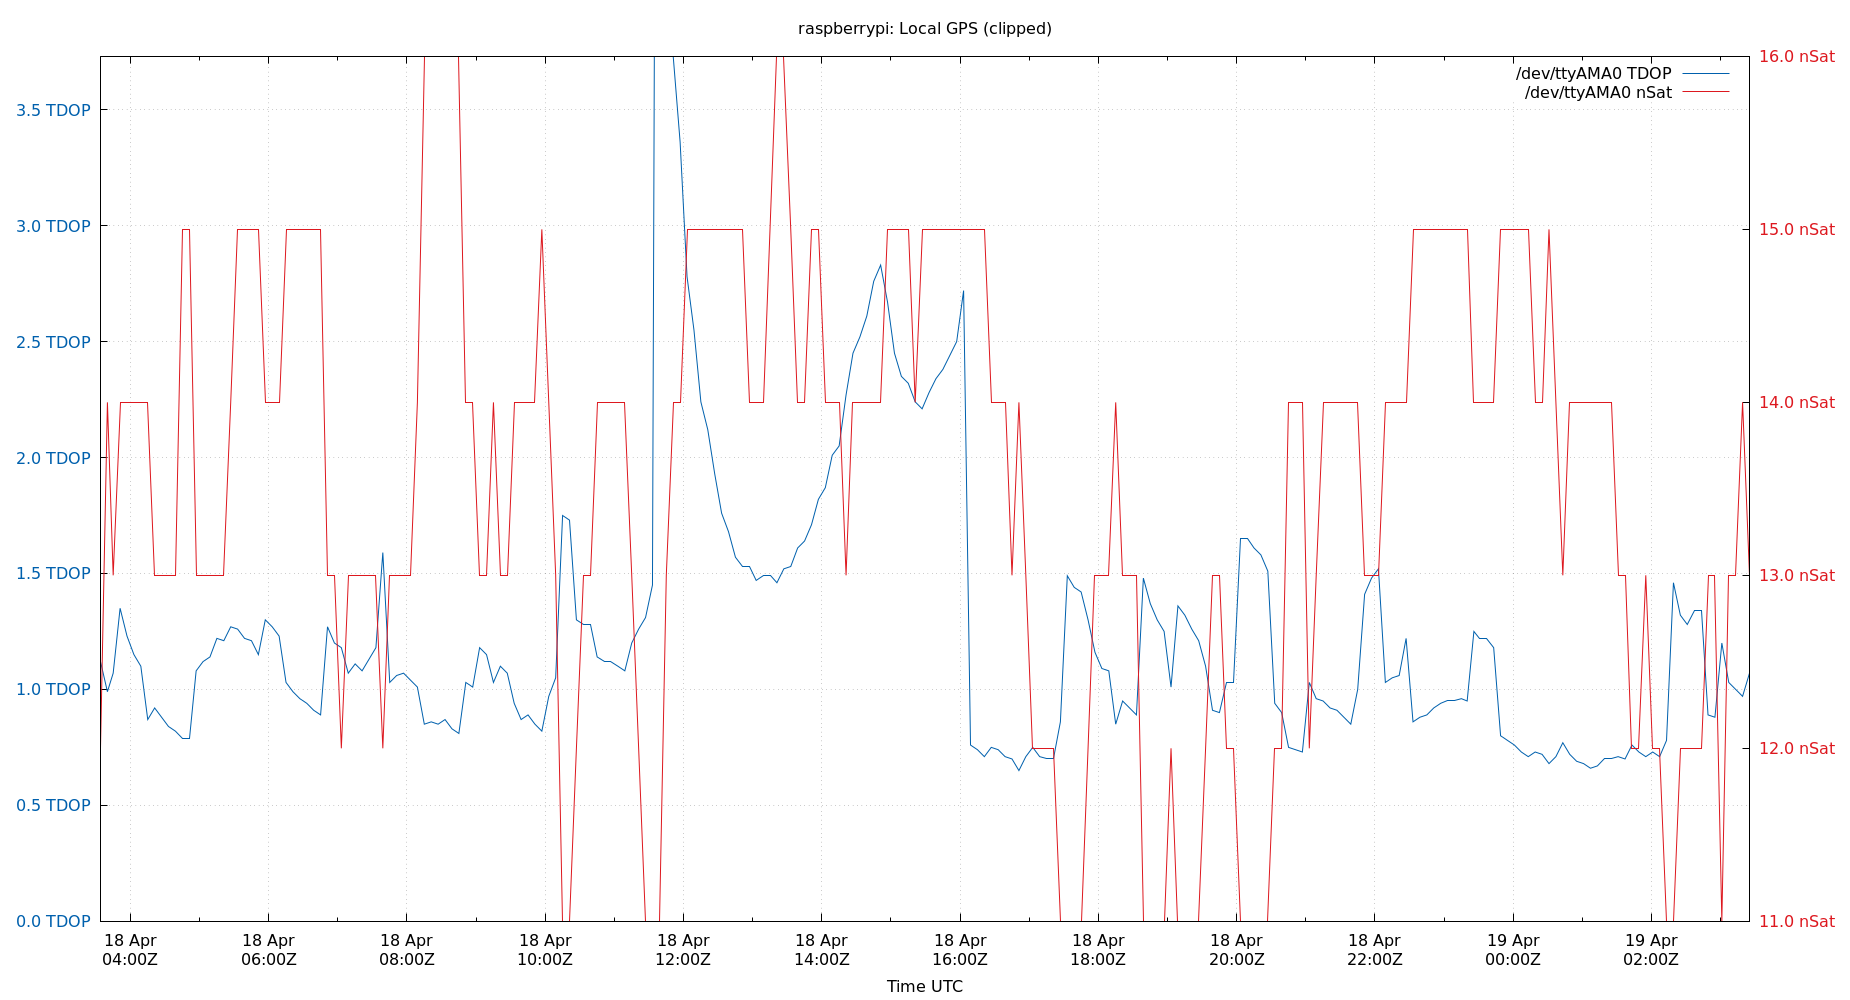 raspberrypi: Local GPS (clipped)
/dev/ttyAMA0 TDOP
/dev/ttyAMA0 nSat
3.5 TDOP
3.0 TDOP
2.5 TDOP
2.0 TDOP
1.5 TDOP
1.0 TDOP
0.5 TDOP
0.0 TDOP
16.0 nSat
15.0 nSat
14.0 nSat
13.0 nSat
12.0 nSat
11.0 nSat
18 Apr
04:00Z
18 Apr
06:00Z
18 Apr
08:00Z
18 Apr
10:00Z
18 Apr
12:00Z
18 Apr
14:00Z
18 Apr
16:00Z
18 Apr
18:00Z
18 Apr
20:00Z
18 Apr
22:00Z
19 Apr
00:00Z
19 Apr
02:00Z
Time UTC